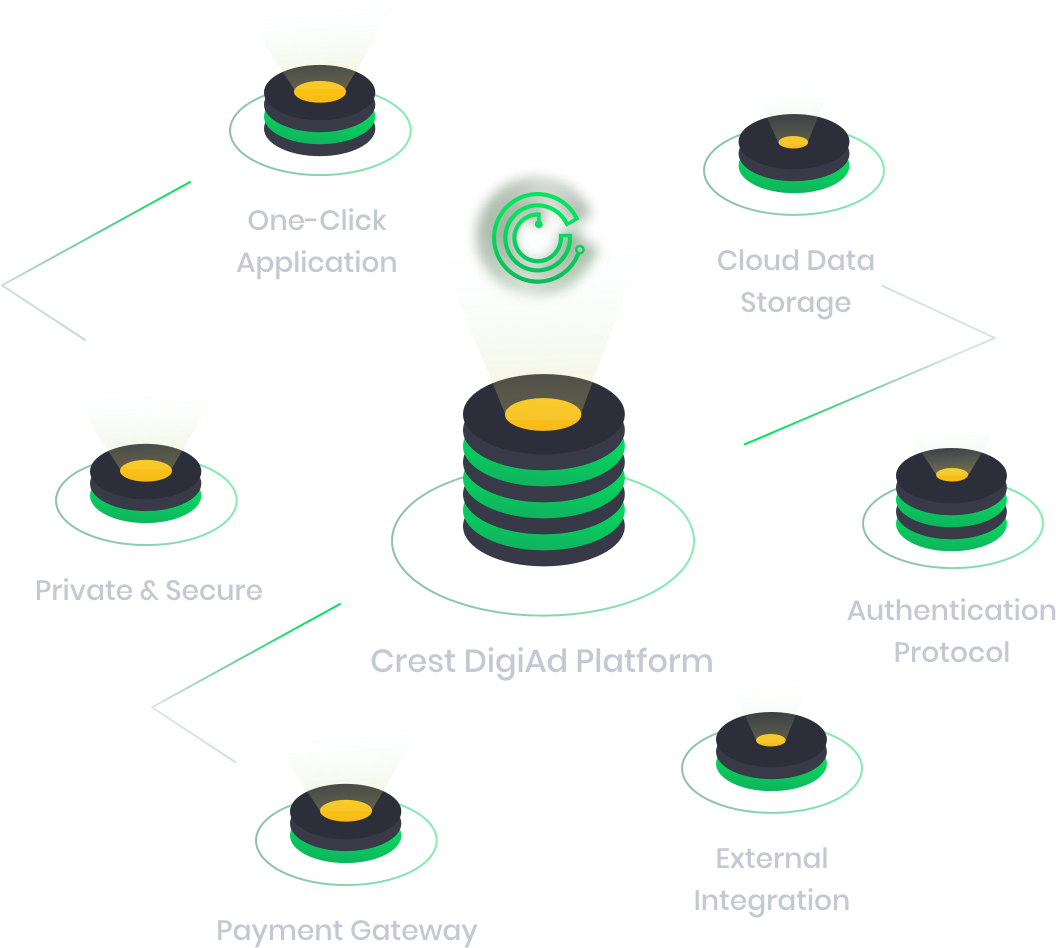 One-Click
Application
Cloud Data
Storage
Private & Secure
Authentication
Protocol
Crest DigiAd Platform
External
Integration
Payment Gateway